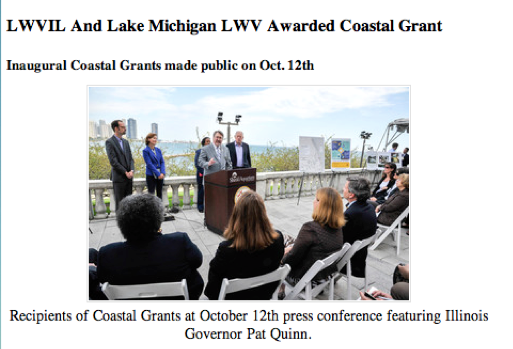 LWVIL And Lake Michigan LWV Awarded Coastal Grant
Inaugural Coastal Grants made public on Oct. 12th
Recipients of Coastal Grants at October 12th press conference featuring Illinois
Governor Pat Quinn.